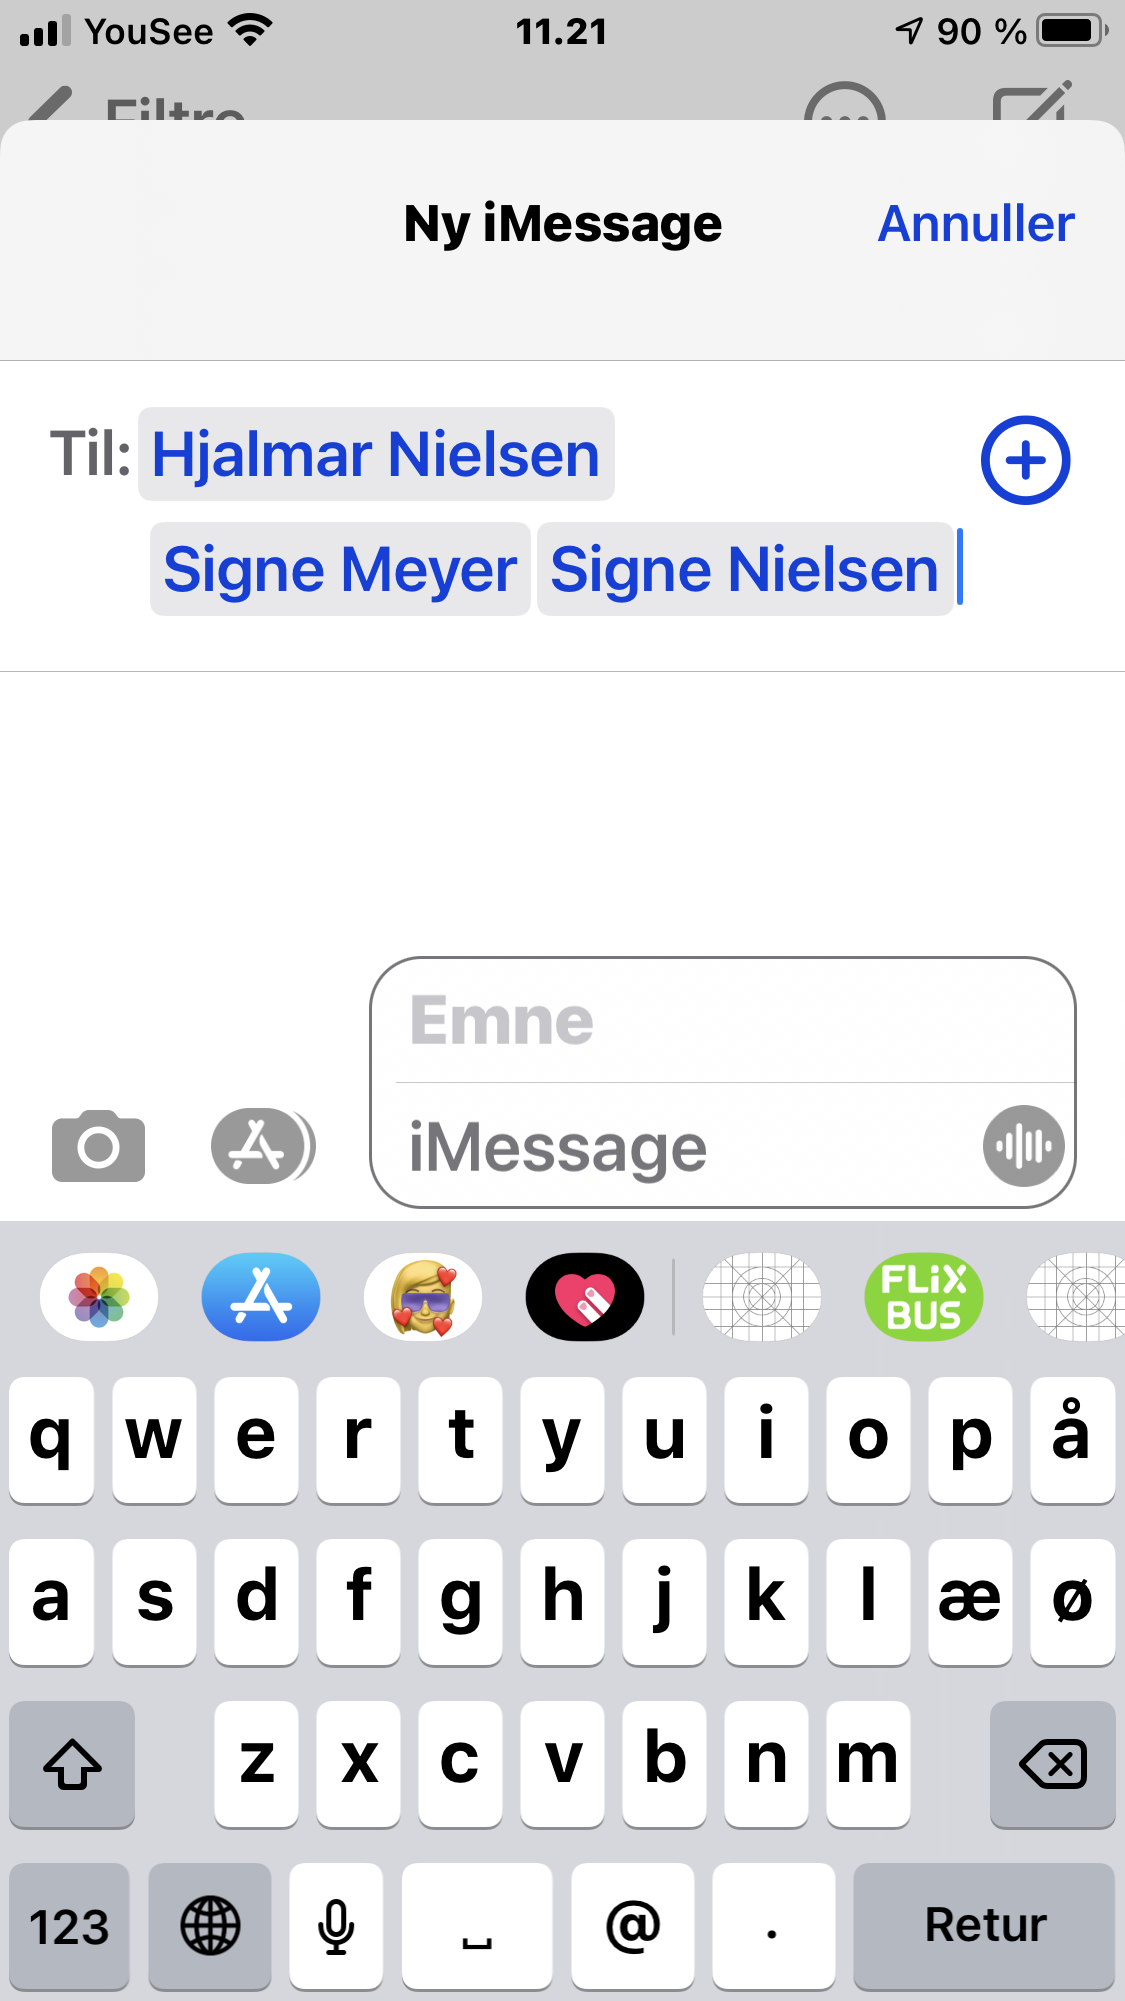 YouSee 11.21 90 %
Filtre
Ny iMessage Annuller
Til: Hjalmar Nielsen
Signe Meyer Signe Nielsen
Emne
iMessage
FLiX
BUS
q w e r t y u i o p å
a s d f g h j k l æ ø
z x c v b n m
123 @ . Retur